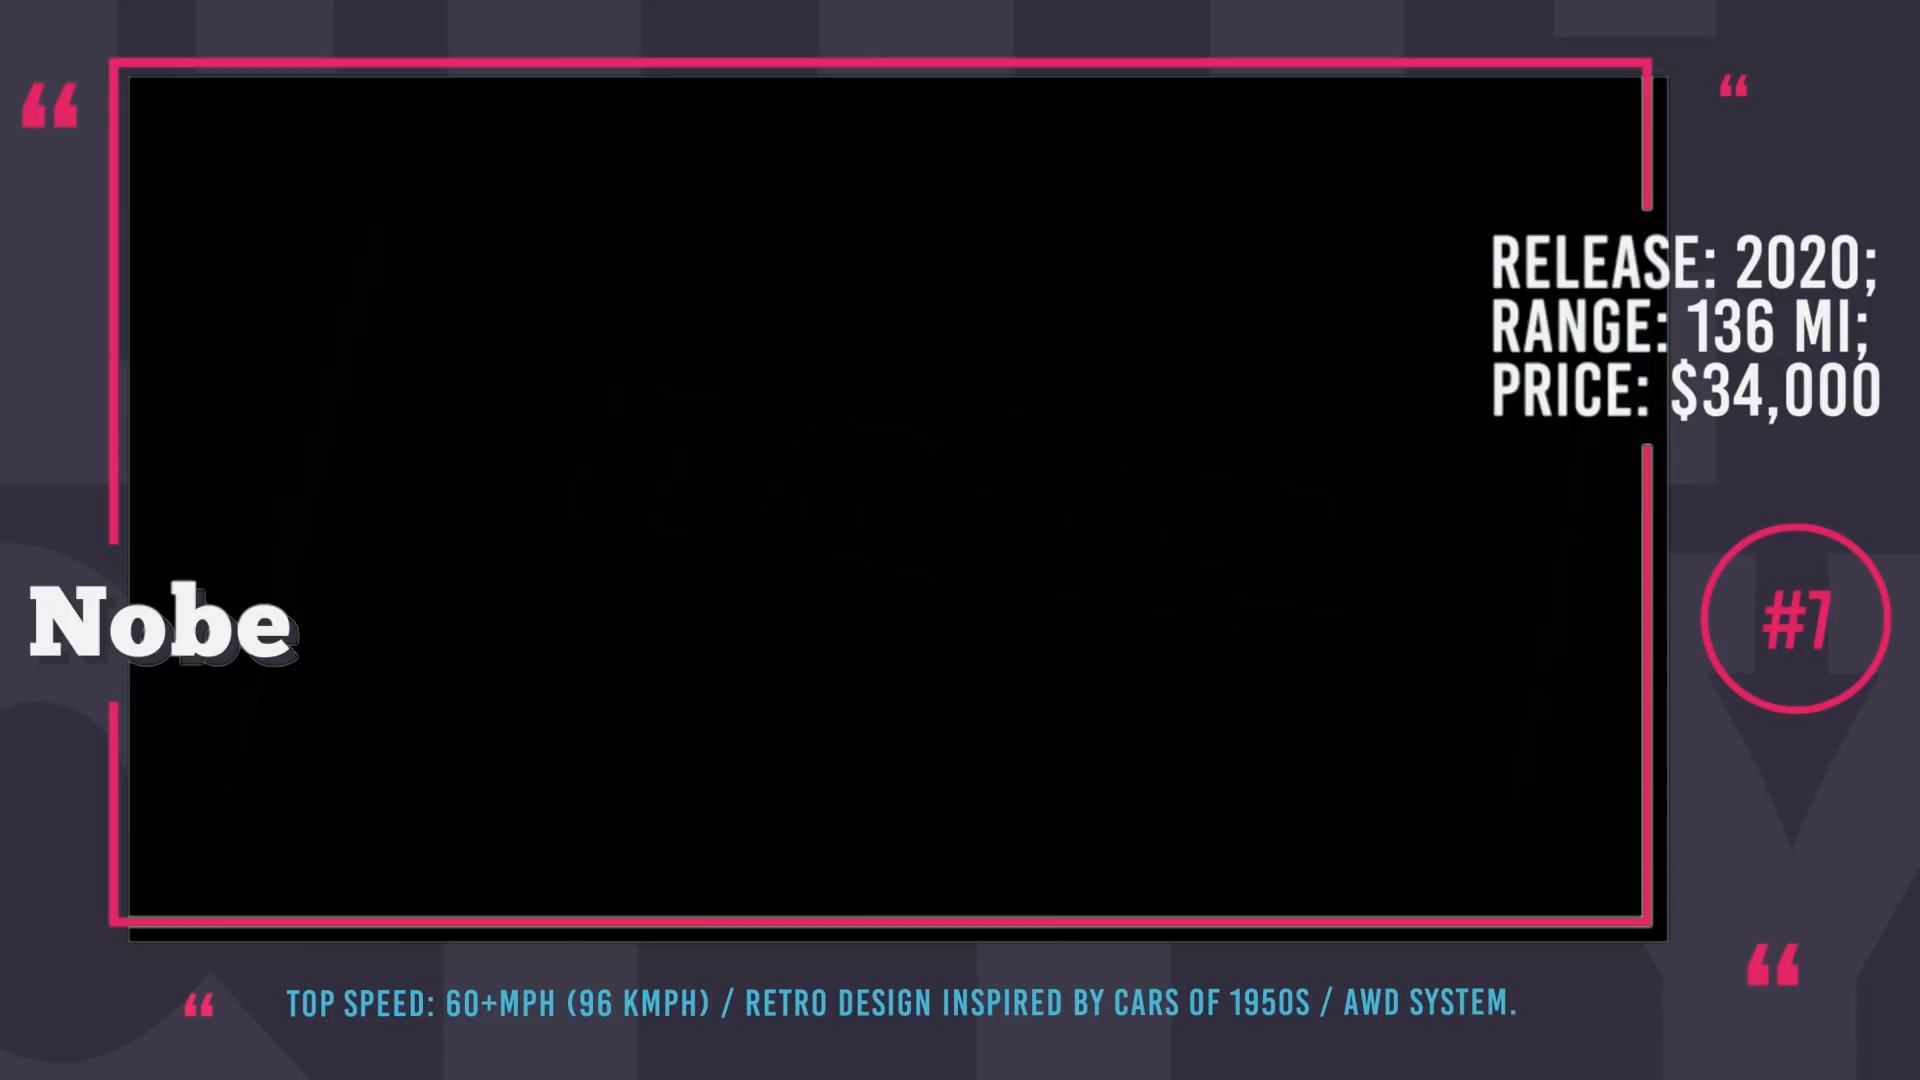 RELEASE: 2020;
RANGE: 136 MI;
PRICE: $34,000
Nobe
#7
TOP SPEED: 60+MPH (96 KMPH) / RETRO DESIGN INSPIRED BY CARS OF 1950S / AWD SYSTEM.